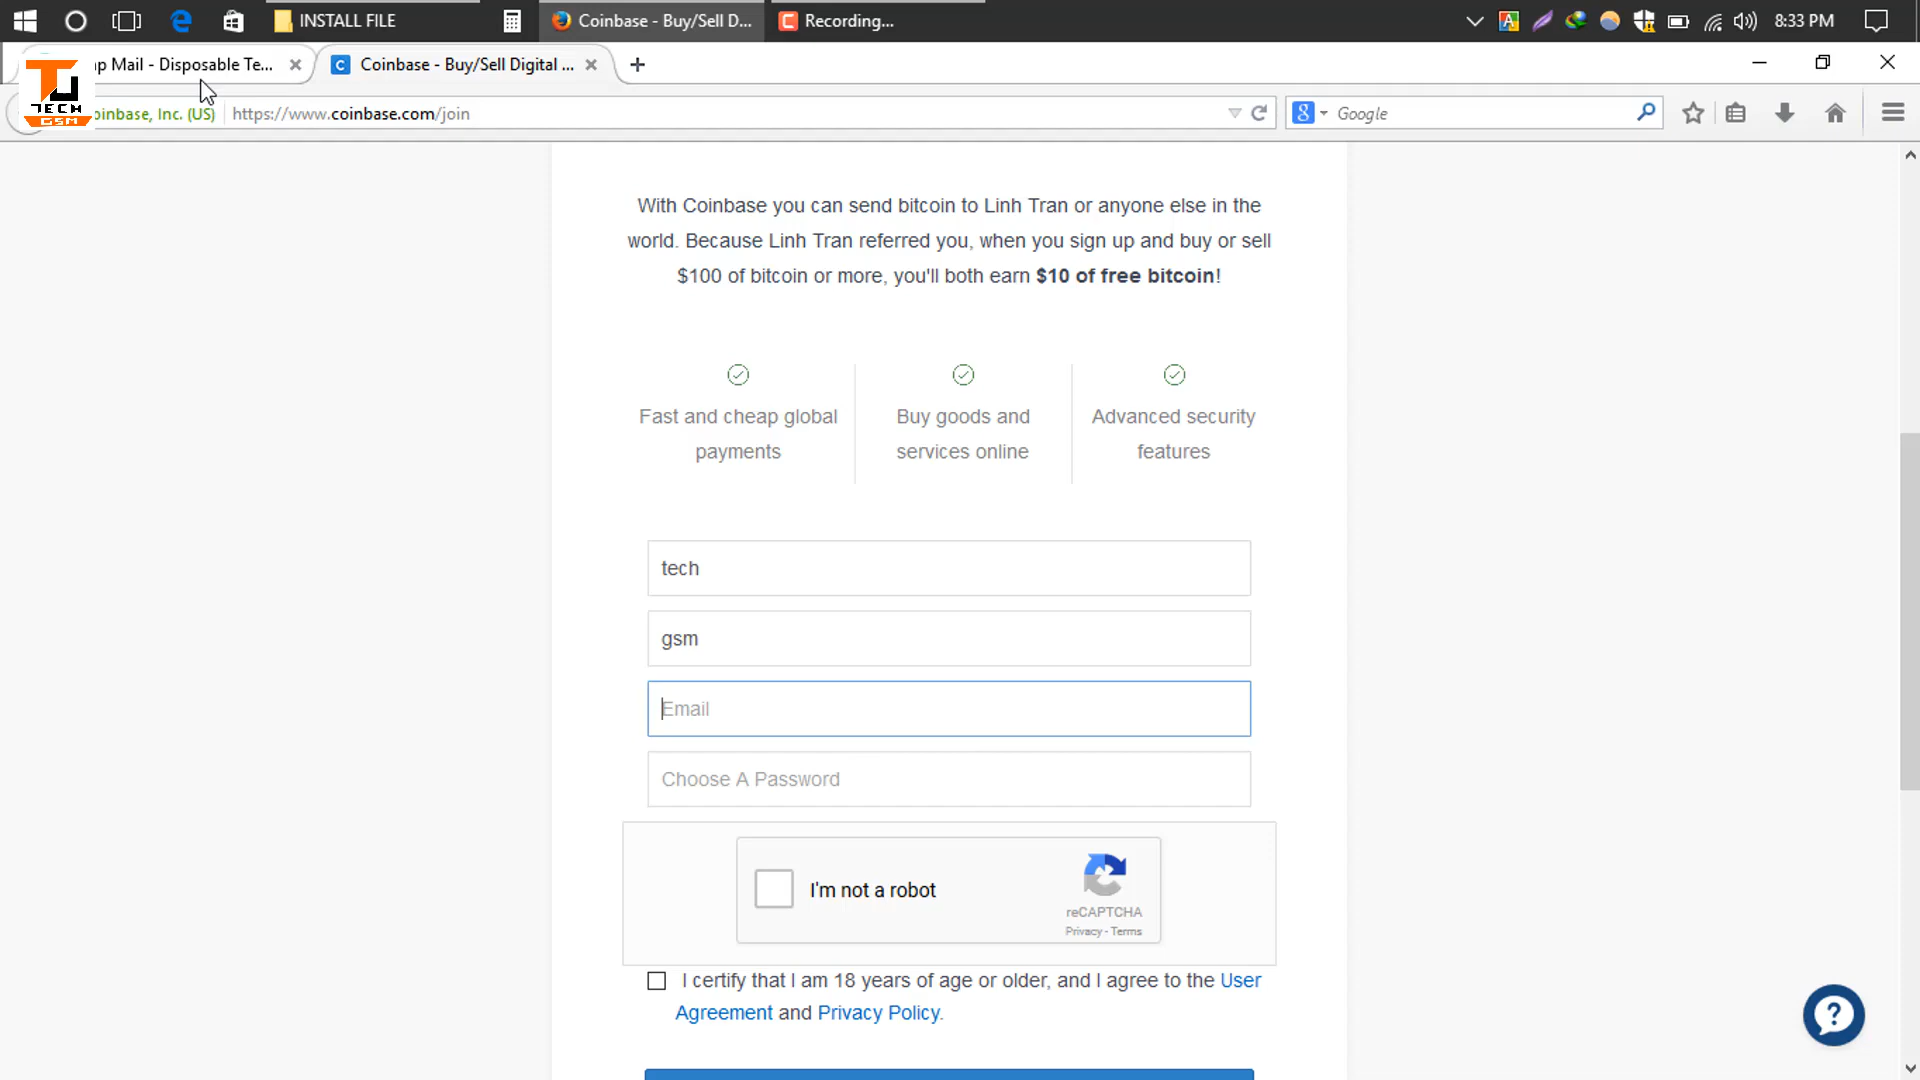 INSTALL FILE
Coinbase - Buy/Sell D...
Recording...
8:33 PM
p Mail - Disposable Te...
Coinbase - Buy/Sell Digital ...
TECH
GSM
oinbase, Inc. (US)
https://www.coinbase.com/join
Google
With Coinbase you can send bitcoin to Linh Tran or anyone else in the
world. Because Linh Tran referred you, when you sign up and buy or sell
$100 of bitcoin or more, you'll both earn $10 of free bitcoin!
Fast and cheap global
payments
Buy goods and
services online
Advanced security
features
tech
gsm
Email
Choose A Password
I'm not a robot
reCAPTCHA
Privacy - Terms
I certify that I am 18 years of age or older, and I agree to the User
Agreement and Privacy Policy.